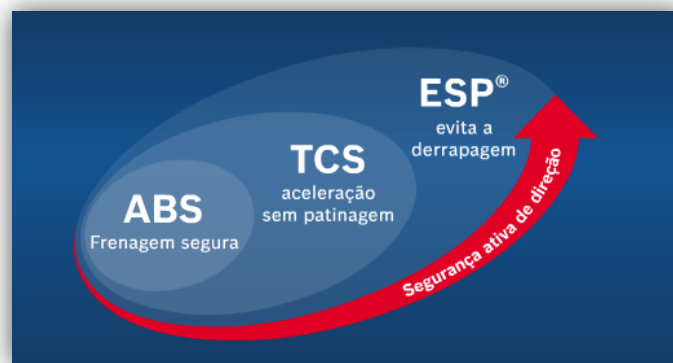 ESP®
evita a
derrapagem
TCS
aceleração
sem patinagem
ABS
Frenagem segura
Segurança ativa de direção